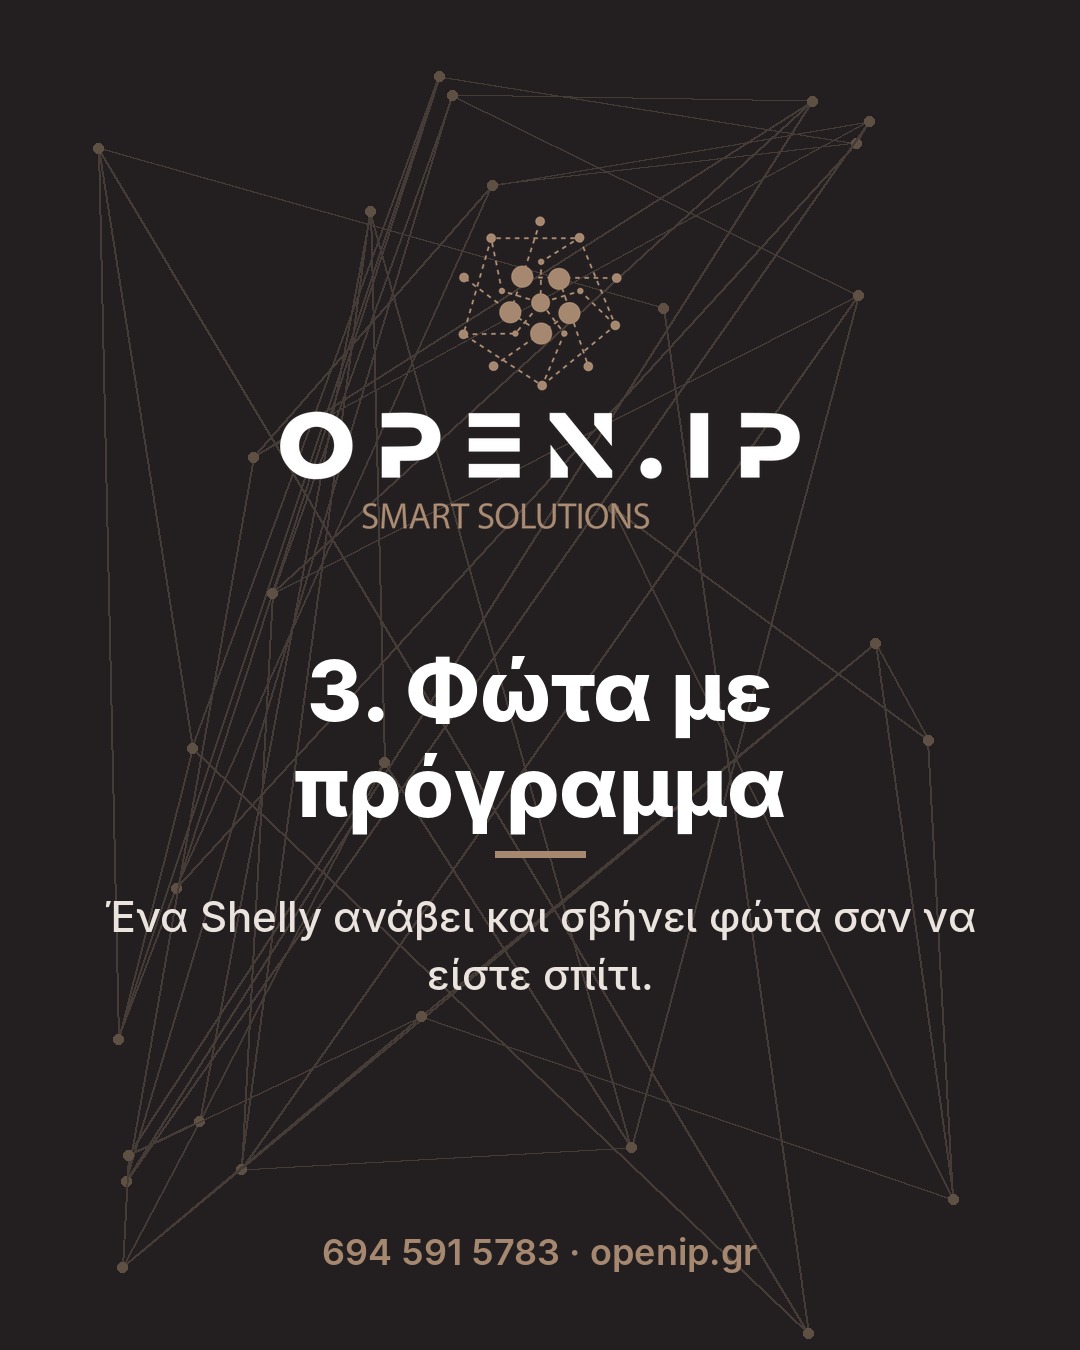 OPEN.IP
SMART SOLUTIONS
3. Φώτα με
πρόγραμμα
Ένα Shelly ανάβει και σβήνει φώτα σαν να
είστε σπίτι.
694 591 5783 · openip.gr